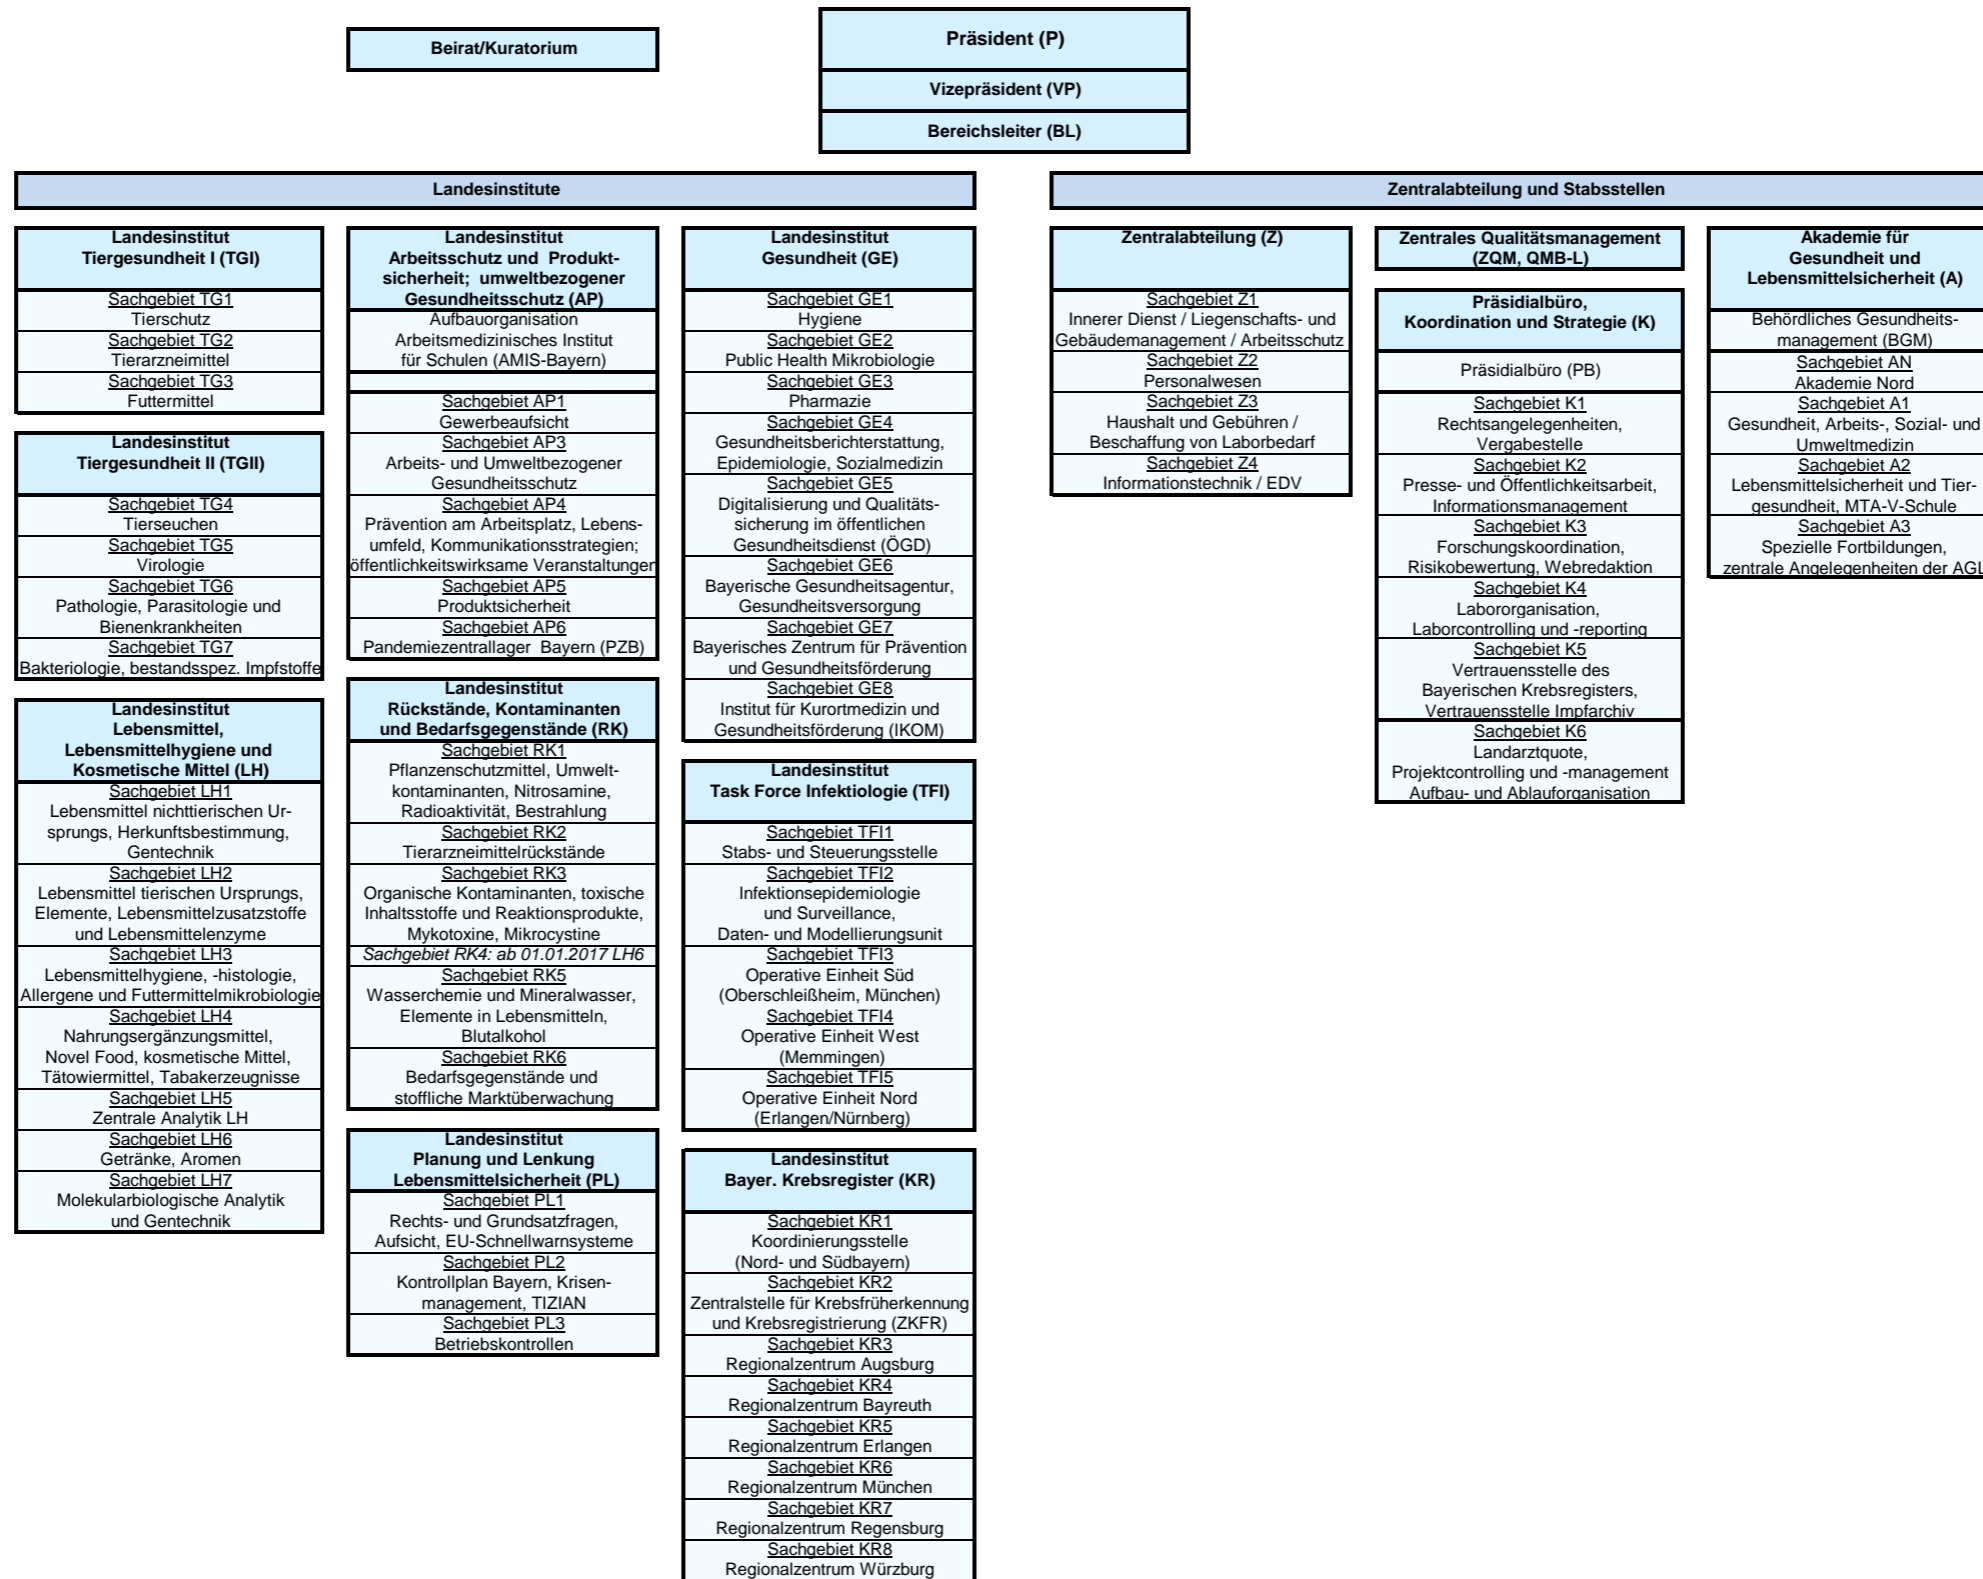 Beirat/Kuratorium
Präsident (P)
Vizepräsident (VP)
Bereichsleiter (BL)
Landesinstitute
Landesinstitut
Tiergesundheit I (TGI)
Sachgebiet TG1
Tierschutz
Sachgebiet TG2
Tierarzneimittel
Sachgebiet TG3
Futtermittel
Landesinstitut
Tiergesundheit II (TGII)
Sachgebiet TG4
Tierseuchen
Sachgebiet TG5
Virologie
Sachgebiet TG6
Pathologie, Parasitologie und
Bienenkrankheiten
Sachgebiet TG7
Bakteriologie, bestandsspez. Impfstoffe
Landesinstitut
Lebensmittel,
Lebensmittelhygiene und
Kosmetische Mittel (LH)
Sachgebiet LH1
Lebensmittel nichttierischen Ur-
sprungs, Herkunftsbestimmung,
Gentechnik
Sachgebiet LH2
Lebensmittel tierischen Ursprungs,
Elemente, Lebensmittelzusatzstoffe
und Lebensmittelenzyme
Sachgebiet LH3
Lebensmittelhygiene, -histologie,
Allergene und Futtermittelmikrobiologie
Sachgebiet LH4
Nahrungsergänzungsmittel,
Novel Food, kosmetische Mittel,
Tätowiermittel, Tabakerzeugnisse
Sachgebiet LH5
Zentrale Analytik LH
Sachgebiet LH6
Getränke, Aromen
Sachgebiet LH7
Molekularbiologische Analytik
und Gentechnik
Landesinstitut
Arbeitsschutz und Produkt-
sicherheit; umweltbezogener
Gesundheitsschutz (AP)
Aufbauorganisation
Arbeitsmedizinisches Institut
für Schulen (AMIS-Bayern)
Sachgebiet AP1
Gewerbeaufsicht
Sachgebiet AP3
Arbeits- und Umweltbezogener
Gesundheitsschutz
Sachgebiet AP4
Prävention am Arbeitsplatz, Lebens-
umfeld, Kommunikationsstrategien;
öffentlichkeitswirksame Veranstaltungen
Sachgebiet AP5
Produktsicherheit
Sachgebiet AP6
Pandemiezentrallager Bayern (PZB)
Landesinstitut
Rückstände, Kontaminanten
und Bedarfsgegenstände (RK)
Sachgebiet RK1
Pflanzenschutzmittel, Umwelt-
kontaminanten, Nitrosamine,
Radioaktivität, Bestrahlung
Sachgebiet RK2
Tierarzneimittelrückstände
Sachgebiet RK3
Organische Kontaminanten, toxische
Inhaltsstoffe und Reaktionsprodukte,
Mykotoxine, Mikrocystine
Sachgebiet RK4: ab 01.01.2017 LH6
Sachgebiet RK5
Wasserchemie und Mineralwasser,
Elemente in Lebensmitteln,
Blutalkohol
Sachgebiet RK6
Bedarfsgegenstände und
stoffliche Marktüberwachung
Landesinstitut
Planung und Lenkung
Lebensmittelsicherheit (PL)
Sachgebiet PL1
Rechts- und Grundsatzfragen,
Aufsicht, EU-Schnellwarnsysteme
Sachgebiet PL2
Kontrollplan Bayern, Krisen-
management, TIZIAN
Sachgebiet PL3
Betriebskontrollen
Landesinstitut
Gesundheit (GE)
Sachgebiet GE1
Hygiene
Sachgebiet GE2
Public Health Mikrobiologie
Sachgebiet GE3
Pharmazie
Sachgebiet GE4
Gesundheitsberichterstattung,
Epidemiologie, Sozialmedizin
Sachgebiet GE5
Digitalisierung und Qualitäts-
sicherung im öffentlichen
Gesundheitsdienst (ÖGD)
Sachgebiet GE6
Bayerische Gesundheitsagentur,
Gesundheitsversorgung
Sachgebiet GE7
Bayerisches Zentrum für Prävention
und Gesundheitsförderung
Sachgebiet GE8
Institut für Kurortmedizin und
Gesundheitsförderung (IKOM)
Landesinstitut
Task Force Infektiologie (TFI)
Sachgebiet TFI1
Stabs- und Steuerungsstelle
Sachgebiet TFI2
Infektionsepidemiologie
und Surveillance,
Daten- und Modellierungsunit
Sachgebiet TFI3
Operative Einheit Süd
(Oberschleißheim, München)
Sachgebiet TFI4
Operative Einheit West
(Memmingen)
Sachgebiet TFI5
Operative Einheit Nord
(Erlangen/Nürnberg)
Landesinstitut
Bayer. Krebsregister (KR)
Sachgebiet KR1
Koordinierungsstelle
(Nord- und Südbayern)
Sachgebiet KR2
Zentralstelle für Krebsfrüherkennung
und Krebsregistrierung (ZKFR)
Sachgebiet KR3
Regionalzentrum Augsburg
Sachgebiet KR4
Regionalzentrum Bayreuth
Sachgebiet KR5
Regionalzentrum Erlangen
Sachgebiet KR6
Regionalzentrum München
Sachgebiet KR7
Regionalzentrum Regensburg
Sachgebiet KR8
Regionalzentrum Würzburg
Zentralabteilung und Stabsstellen
Zentralabteilung (Z)
Sachgebiet Z1
Innerer Dienst / Liegenschafts- und
Gebäudemanagement / Arbeitsschutz
Sachgebiet Z2
Personalwesen
Sachgebiet Z3
Haushalt und Gebühren /
Beschaffung von Laborbedarf
Sachgebiet Z4
Informationstechnik / EDV
Zentrales Qualitätsmanagement
(ZQM, QMB-L)
Präsidialbüro,
Koordination und Strategie (K)
Präsidialbüro (PB)
Sachgebiet K1
Rechtsangelegenheiten,
Vergabestelle
Sachgebiet K2
Presse- und Öffentlichkeitsarbeit,
Informationsmanagement
Sachgebiet K3
Forschungskoordination,
Risikobewertung, Webredaktion
Sachgebiet K4
Labororganisation,
Laborcontrolling und -reporting
Sachgebiet K5
Vertrauensstelle des
Bayerischen Krebsregisters,
Vertrauensstelle Impfarchiv
Sachgebiet K6
Landarztquote,
Projektcontrolling und -management
Aufbau- und Ablauforganisation
Akademie für
Gesundheit und
Lebensmittelsicherheit (A)
Behördliches Gesundheits-
management (BGM)
Sachgebiet AN
Akademie Nord
Sachgebiet A1
Gesundheit, Arbeits-, Sozial- und
Umweltmedizin
Sachgebiet A2
Lebensmittelsicherheit und Tier-
gesundheit, MTA-V-Schule
Sachgebiet A3
Spezielle Fortbildungen,
zentrale Angelegenheiten der AGL